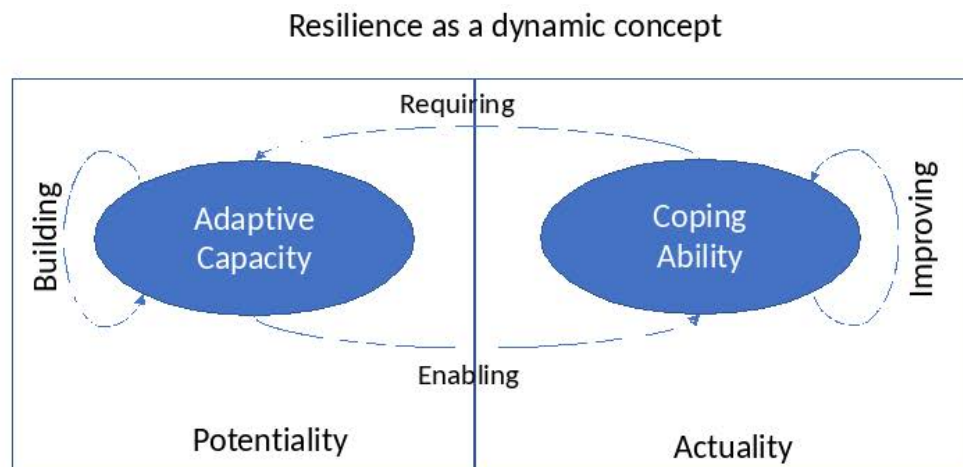 Resilience as a dynamic concept
Requiring
Building
Adaptive
Capacity
Coping
Ability
Improving
Enabling
Potentiality
Actuality